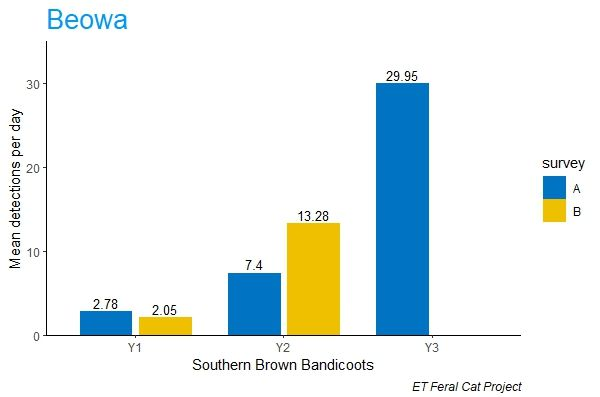 Beowa
Mean detections per day
30
20
10
0
29.95
13.28
7.4
2.78
2.05
survey
A
B
Y1
Y2
Y3
Southern Brown Bandicoots
ET Feral Cat Project